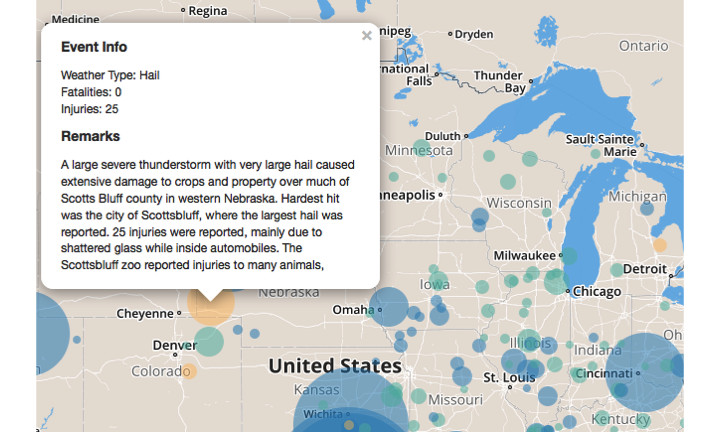 Medicine
Regina
Event Info
×
Weather Type: Hail
Fatalities: 0
Injuries: 25
Remarks
A large severe thunderstorm with very large hail caused
extensive damage to crops and property over much of
Scotts Bluff county in western Nebraska. Hardest hit
was the city of Scottsbluff, where the largest hail was
reported. 25 injuries were reported, mainly due to
shattered glass while inside automobiles. The
Scottsbluff zoo reported injuries to many animals,
nipeg
Dryden
Ontario
rnational
Falls
Thunder
Bay
Duluth
Sault Sainte
Marie
Minnesota
nneapolis
Wisconsin
Michigan
Milwaukee
Detroit
Iowa
Chicago
Nebraska
Omaha
Cheyenne
Denver
Colorado
Illinois
Indiana
Oh
United States
St. Louis
Cincinnati
Kansas
Missouri
Wichita
Kentucky